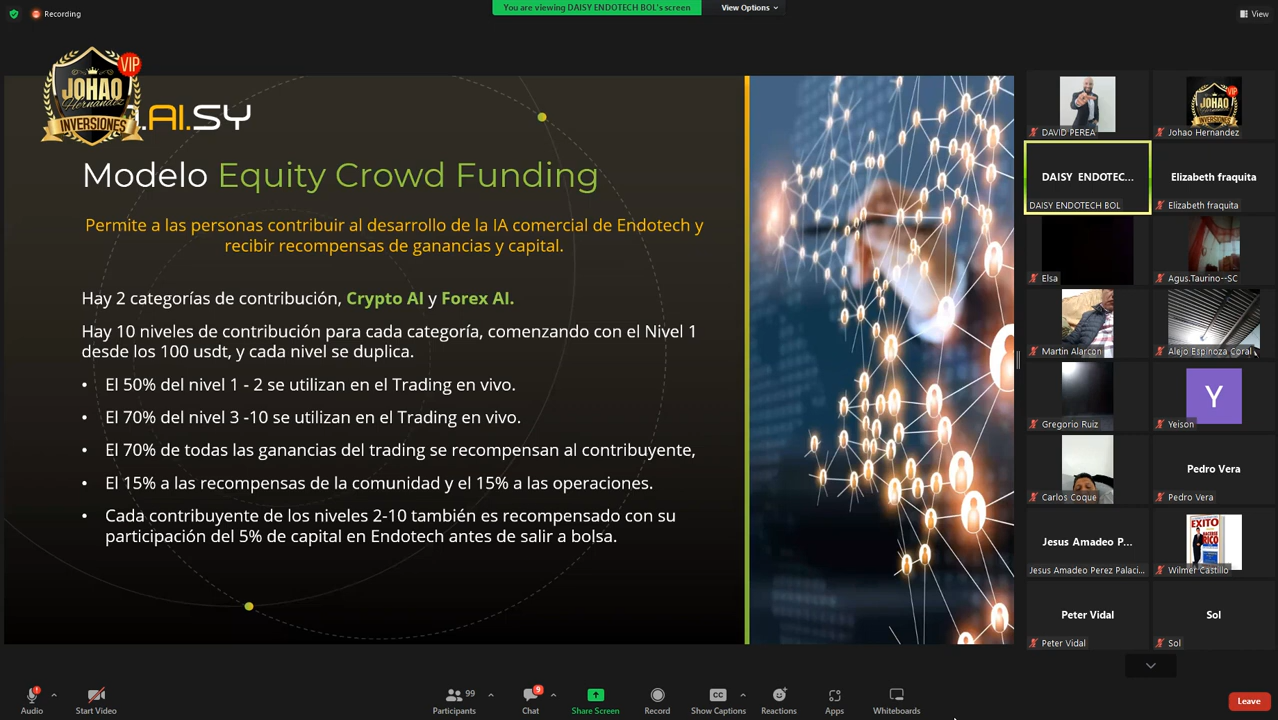 Recording
You are viewing DAISY ENDOTECH BOL's screen
View Options
View
JOHAO
Hernandez
VIP
INVERSIONES
.AI.SY
Modelo Equity Crowd Funding
Permite a las personas contribuir al desarrollo de la IA comercial de Endotech y
recibir recompensas de ganancias y capital.
Hay 2 categorías de contribución, Crypto AI y Forex AI.
Hay 10 niveles de contribución para cada categoría, comenzando con el Nivel 1
desde los 100 usdt, y cada nivel se duplica.
• El 50% del nivel 1 - 2 se utilizan en el Trading en vivo.
• El 70% del nivel 3 -10 se utilizan en el Trading en vivo.
• El 70% de todas las ganancias del trading se recompensan al contribuyente,
• El 15% a las recompensas de la comunidad y el 15% a las operaciones.
• Cada contribuyente de los niveles 2-10 también es recompensado con su
participación del 5% de capital en Endotech antes de salir a bolsa.
DAVID PEREA
JOHAO
VIP
INVERSIONES
Johao Hernandez
DAISY ENDOTEC...
DAISY ENDOTECH BOL
Elizabeth fraquita
Elizabeth fraquita
Elsa
Agus.Taurino--SC
Martin Alarçon
Alejo Espinoza Coral
Gregorio Ruiz
Y
Yeison
Carlos Coque
Pedro Vera
Pedro Vera
Jesus Amadeo P...
Jesus Amadeo Perez Palaci...
EXITO
RICO
Wilmer Castillo
Peter Vidal
Peter Vidal
Sol
Sol
Audio
Start Video
99
Participants
9
Chat
Share Screen
Record
CC
Show Captions
Reactions
Apps
Whiteboards
Leave